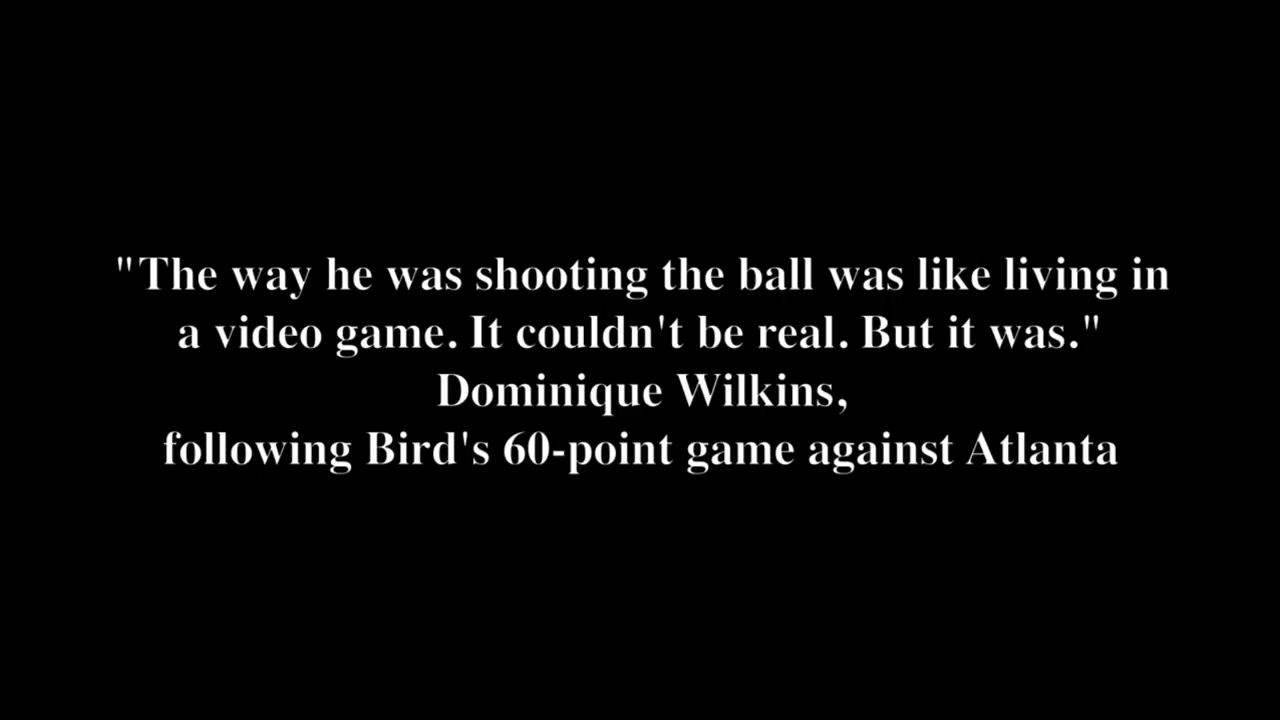 "The way he was shooting the ball was like living in
a video game. It couldn't be real. But it was."
Dominique Wilkins,
following Bird's 60-point game against Atlanta